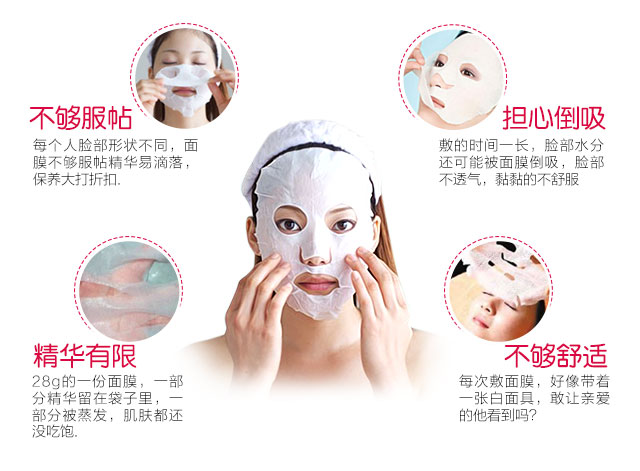 不够服帖
每个人脸部形状不同，面
膜不够服帖精华易滴落，
保养大打折扣.
担心倒吸
敷的时间一长，脸部水分
还可能被面膜倒吸，脸部
不透气，黏黏的不舒服
精华有限
28g的一份面膜，一部
分精华留在袋子里，一
部分被蒸发，肌肤都还
没吃饱.
不够舒适
每次敷面膜，好像带着
一张白面具，敢让亲爱
的他看到吗?